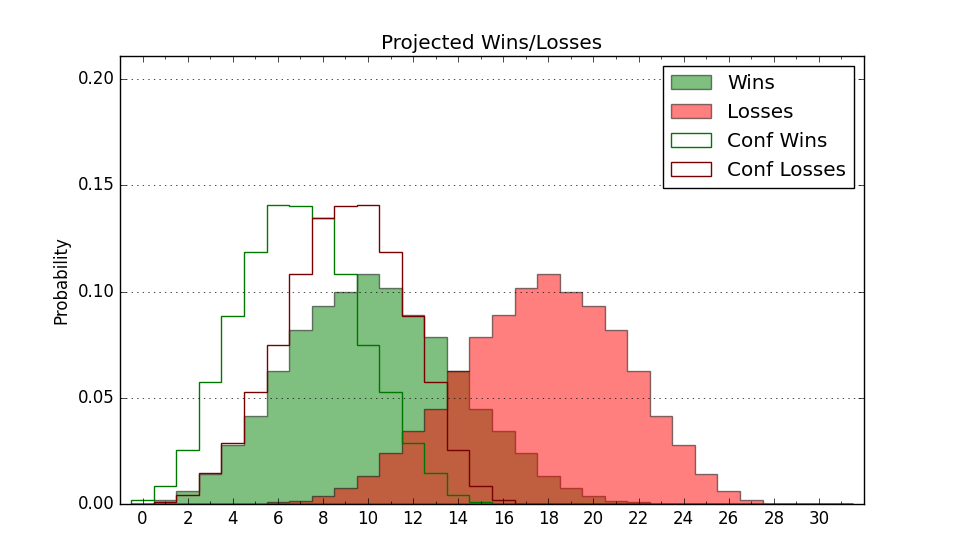 Projected Wins/Losses
Wins
Losses
Conf Wins
Conf Losses
Probability
0.20
0.15
0.10
0.05
0.00
0 2 4 6 8 10 12 14 16 18 20 22 24 26 28 30